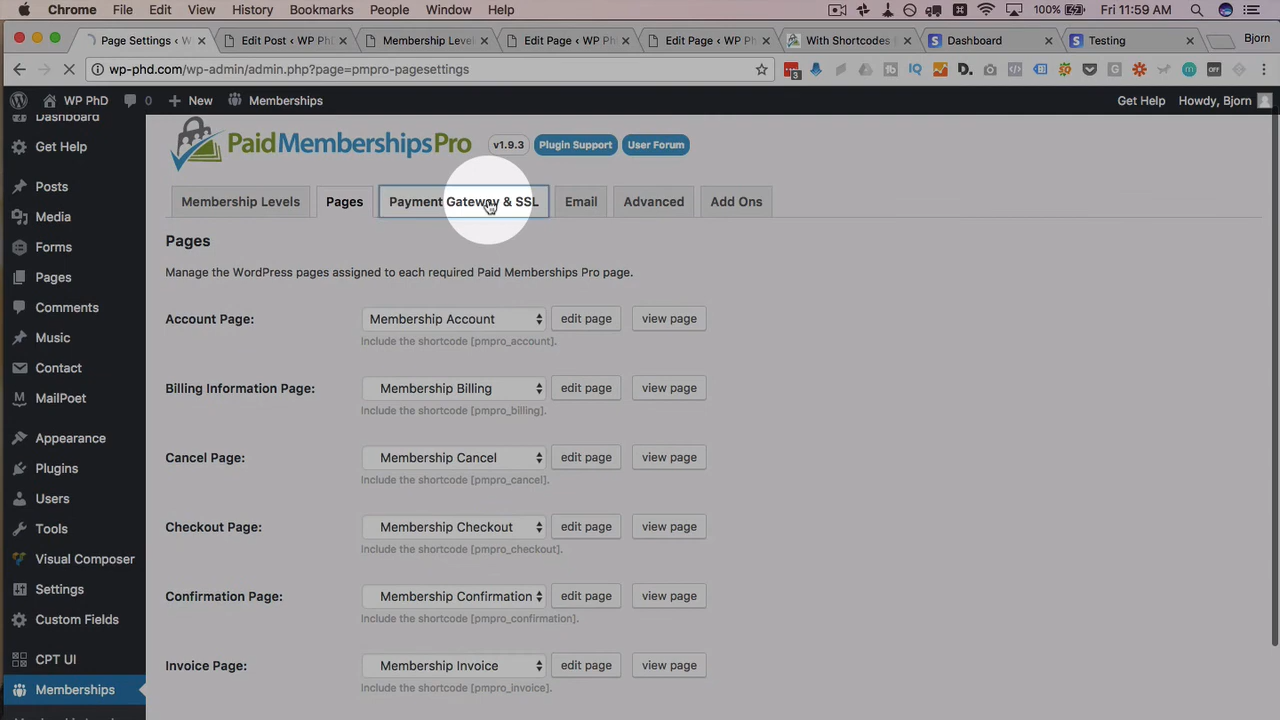 Chrome File Edit View History Bookmarks People Window Help 100% Fri 11:59 AM
Page Settings ‹ W Edit Post ‹ WP PhD Membership Leve Edit Page ‹ WP Ph Edit Page ‹ WP Ph With Shortcodes | Dashboard Testing Bjorn
wp-phd.com/wp-admin/admin.php?page=pmpro-pagesettings
WP PhD 0 New Memberships Get Help Howdy, Bjorn
Dashboard
Get Help
Posts
Media
Forms
Pages
Comments
Music
Contact
MailPoet
Appearance
Plugins
Users
Tools
Visual Composer
Settings
Custom Fields
CPT UI
Memberships
PaidMembershipsPro v1.9.3 Plugin Support User Forum
Membership Levels Pages Payment Gateway & SSL Email Advanced Add Ons
Pages
Manage the WordPress pages assigned to each required Paid Memberships Pro page.
Account Page: Membership Account edit page view page
Include the shortcode [pmpro_account].
Billing Information Page: Membership Billing edit page view page
Include the shortcode [pmpro_billing].
Cancel Page: Membership Cancel edit page view page
Include the shortcode [pmpro_cancel].
Checkout Page: Membership Checkout edit page view page
Include the shortcode [pmpro_checkout].
Confirmation Page: Membership Confirmation edit page view page
Include the shortcode [pmpro_confirmation].
Invoice Page: Membership Invoice edit page view page
Include the shortcode [pmpro_invoice].